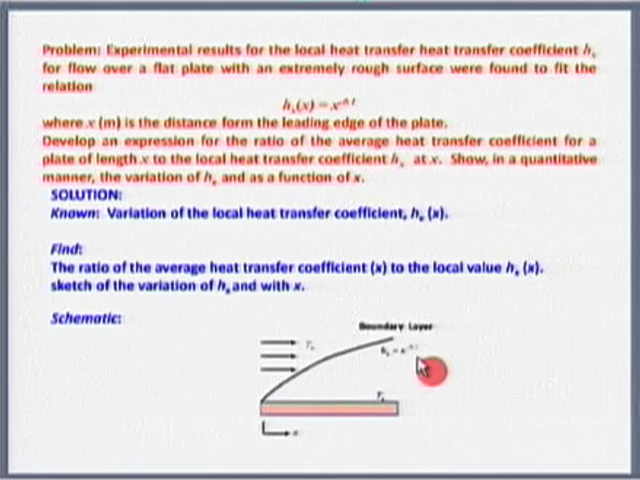 Problem: Experimental results for the local heat transfer heat transfer coefficient hx
for flow over a flat plate with an extremely rough surface were found to fit the
relation
hx(x) = x^-0.1
where x (m) is the distance form the leading edge of the plate.
Develop an expression for the ratio of the average heat transfer coefficient for a
plate of length x to the local heat transfer coefficient hx at x. Show, in a quantitative
manner, the variation of hx and as a function of x.
SOLUTION:
Known: Variation of the local heat transfer coefficient, hx (x).
Find:
The ratio of the average heat transfer coefficient (x) to the local value hx (x).
sketch of the variation of hx and with x.
Schematic:
Boundary Layer
x